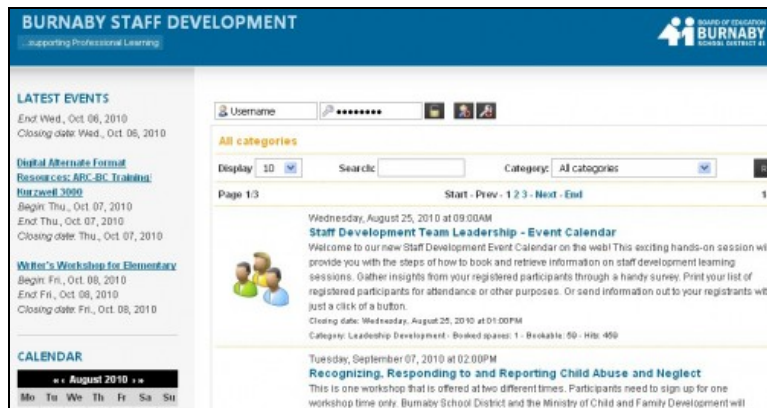 BURNABY STAFF DEVELOPMENT
...supporting Professional Learning
BOARD OF EDUCATION
BURNABY
SCHOOL DISTRICT 41
LATEST EVENTS
End: Wed., Oct. 06, 2010
Closing date: Wed., Oct. 06, 2010
Digital Alternate Format
Resources: ARC-BC Training:
Kurzweil 3000
Begin: Thu., Oct. 07, 2010
End: Thu., Oct. 07, 2010
Closing date: Thu., Oct. 07, 2010
Writer's Workshop for Elementary
Begin: Fri., Oct. 08, 2010
End: Fri., Oct. 08, 2010
Closing date: Fri., Oct. 08, 2010
CALENDAR
«‹ August 2010 ›»
Mo Tu We Th Fr Sa Su
Username ••••••••
All categories
Display 10 Search: Category: All categories
Page 1/3 Start - Prev - 1 2 3 - Next - End 1
Wednesday, August 25, 2010 at 09:00AM
Staff Development Team Leadership - Event Calendar
Welcome to our new Staff Development Event Calendar on the web! This exciting hands-on session wi
provide you with the steps of how to book and retrieve information on staff development learning
sessions. Gather insights from your registered participants through a handy survey. Print your list of
registered participants for attendance or other purposes. Or send information out to your registrants wit
just a click of a button.
Closing date: Wednesday, August 25, 2010 at 01:00PM
Category: Leadership Development - Booked spaces: 1 - Bookable: 59 - Hits: 469
Tuesday, September 07, 2010 at 02:00PM
Recognizing, Responding to and Reporting Child Abuse and Neglect
This is one workshop that is offered at two different times. Participants need to sign up for one
workshop time only. Burnaby School District and the Ministry of Child and Family Development will